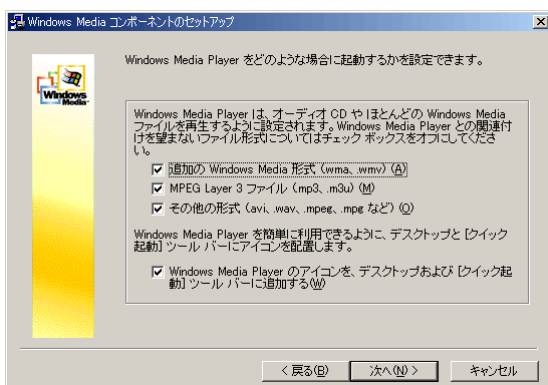 Windows Media コンポーネントのセットアップ
Windows Media Player をどのような場合に起動するかを設定できます。
Windows Media
Windows Media Player は、オーディオ CD や ほとんどの Windows Media
ファイルを再生するように設定されます。Windows Media Player との関連付
けを望まないファイル形式についてはチェック ボックスをオフにしてくださ
い。
追加の Windows Media 形式 (wma、.wmv) (A)
MPEG Layer 3 ファイル (mp3、.m3u) (M)
その他の形式 (avi、.wav、.mpeg、.mpg など) (O)
Windows Media Player を簡単に利用できるように、デスクトップと [クイック
起動] ツール バーにアイコンを配置します。
Windows Media Player のアイコンを、デスクトップおよび [クイック起
動] ツール バーに追加する(W)
< 戻る(B)
次へ(N) >
キャンセル